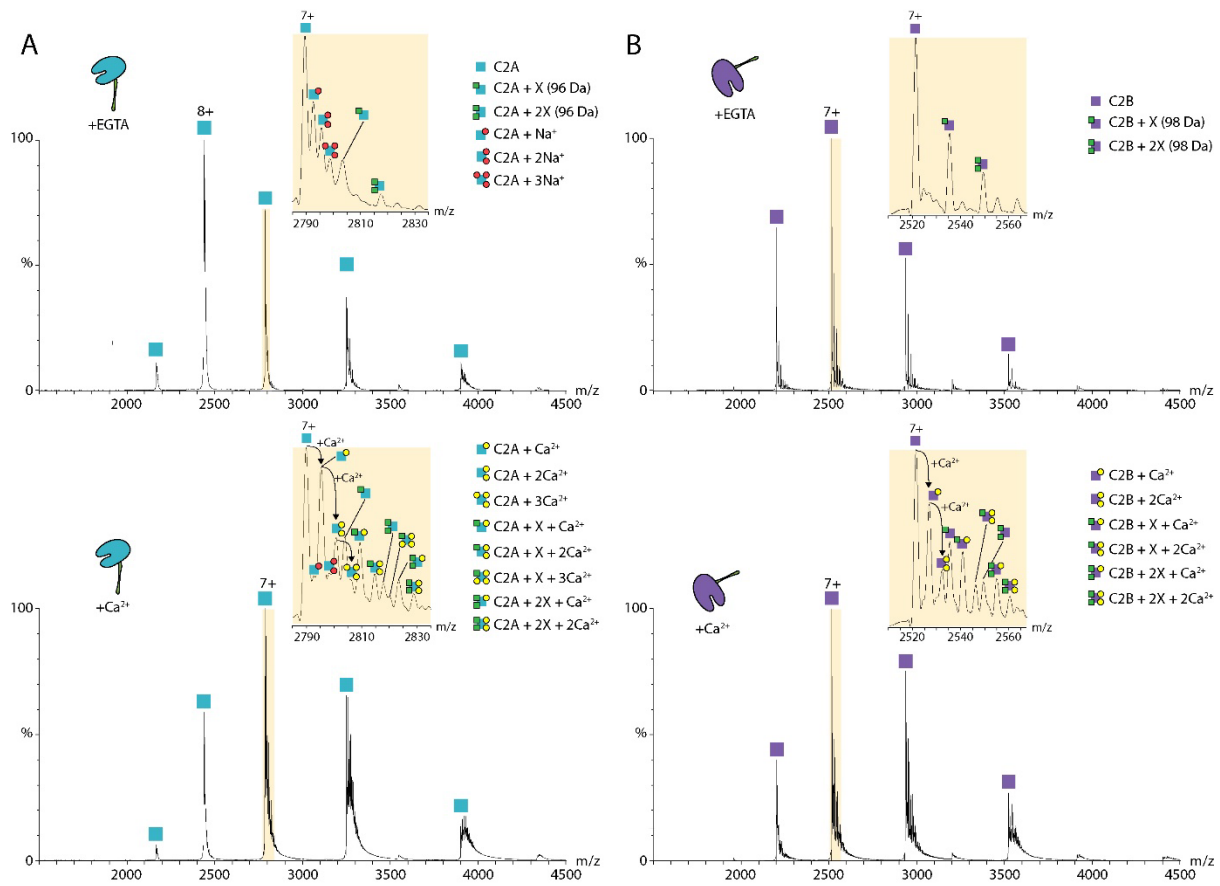 A
7+
+EGTA
8+
100
%
0
2000 2500 3000 3500 4000 4500 m/z
2790 2810 2835 m/z
C2A
C2A + X (96 Da)
C2A + 2X (96 Da)
C2A + Na⁺
C2A + 2Na⁺
C2A + 3Na⁺
B
7+
+EGTA
7+
100
%
0
2000 2500 3000 3500 4000 4500 m/z
2520 2540 2560 m/z
C2B
C2B + X (98 Da)
C2B + 2X (98 Da)
7+
+Ca²⁺
+Ca²⁺
2790 2810 2835 m/z
C2A + Ca²⁺
C2A + 2Ca²⁺
C2A + 3Ca²⁺
C2A + X + Ca²⁺
C2A + X + 2Ca²⁺
C2A + X + 3Ca²⁺
C2A + 2X + Ca²⁺
C2A + 2X + 2Ca²⁺
+Ca²⁺
7+
100
%
0
2000 2500 3000 3500 4000 4500 m/z
7+
+Ca²⁺
+Ca²⁺
2520 2540 2560 m/z
C2B + Ca²⁺
C2B + 2Ca²⁺
C2B + X + Ca²⁺
C2B + X + 2Ca²⁺
C2B + 2X + Ca²⁺
C2B + 2X + 2Ca²⁺
+Ca²⁺
7+
100
%
0
2000 2500 3000 3500 4000 4500 m/z